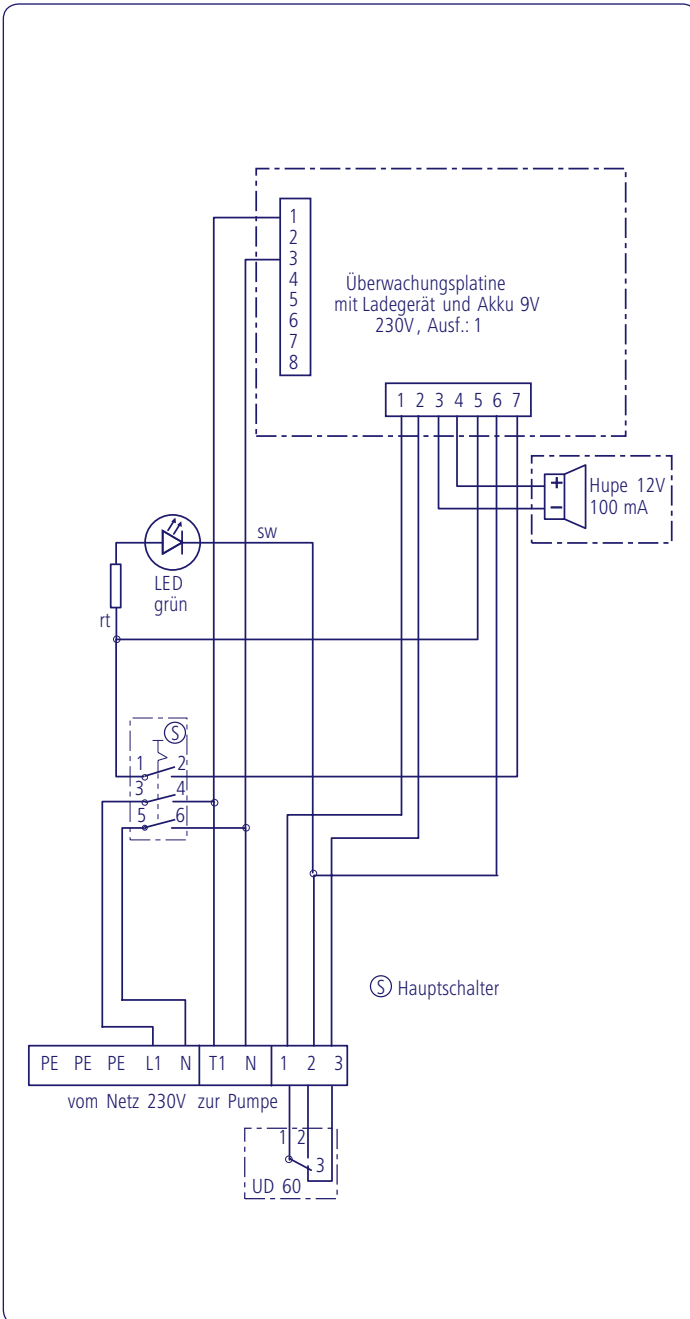 1
2
3
4
5
6
7
8
Überwachungsplatine
mit Ladegerät und Akku 9V
230V, Ausf.: 1
1 2 3 4 5 6 7
+
−
Hupe 12V
100 mA
sw
LED
grün
rt
S
1 2
3 4
5 6
S Hauptschalter
PE PE PE L1 N T1 N 1 2 3
vom Netz 230V zur Pumpe
1 2
3
UD 60